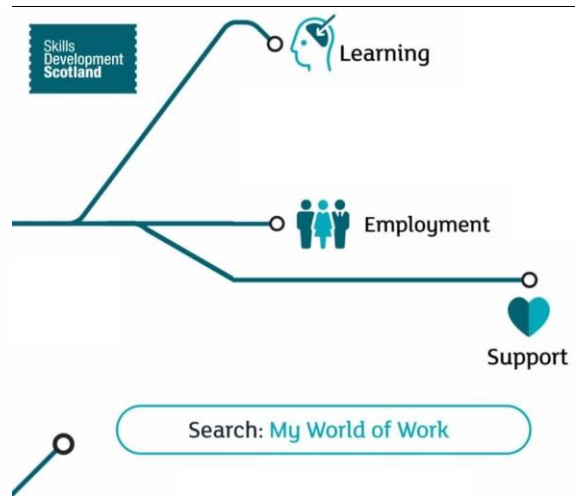 Skills
Development
Scotland
Learning
Employment
Support
Search: My World of Work